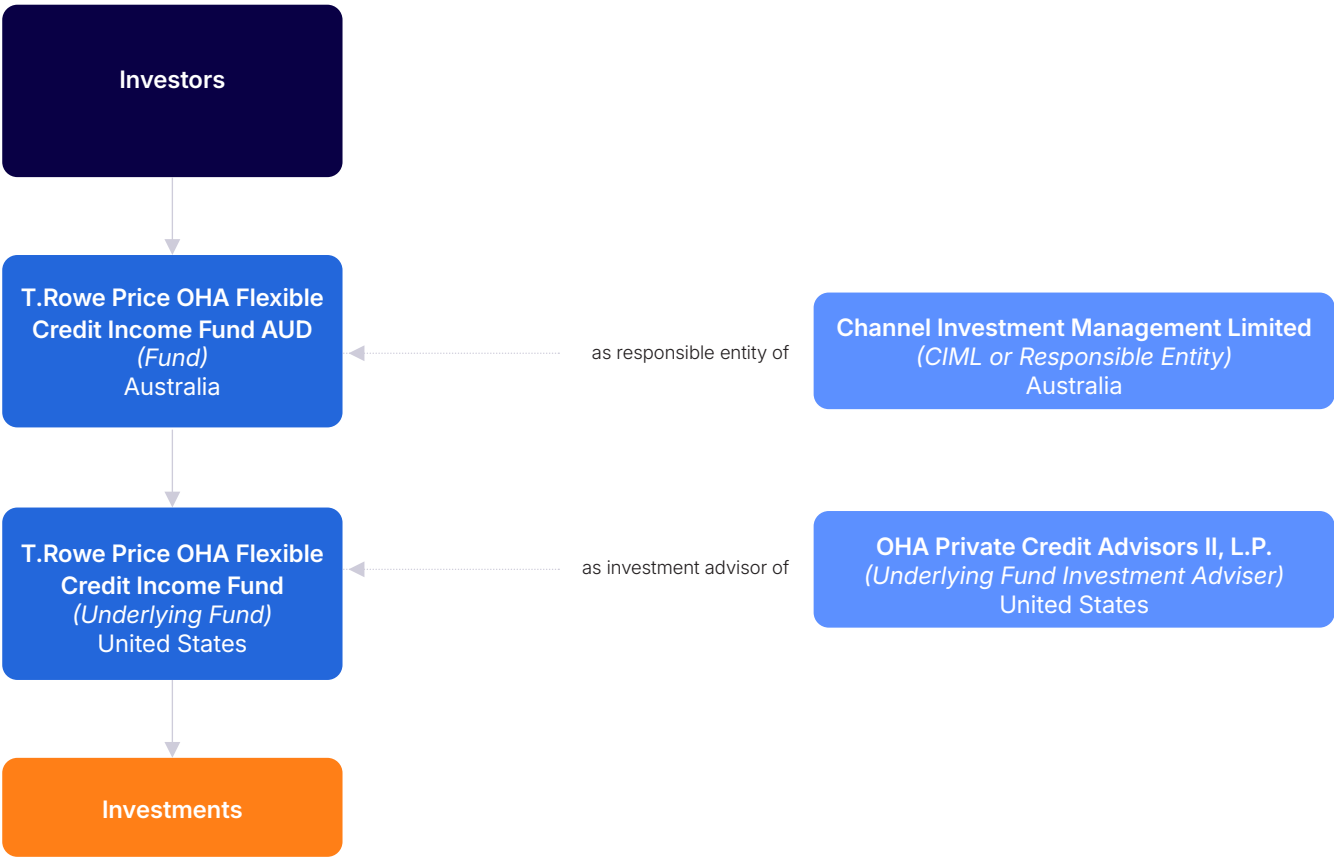 Investors
T.Rowe Price OHA Flexible
Credit Income Fund AUD
(Fund)
Australia
as responsible entity of
Channel Investment Management Limited
(CIML or Responsible Entity)
Australia
T.Rowe Price OHA Flexible
Credit Income Fund
(Underlying Fund)
United States
as investment advisor of
OHA Private Credit Advisors II, L.P.
(Underlying Fund Investment Adviser)
United States
Investments